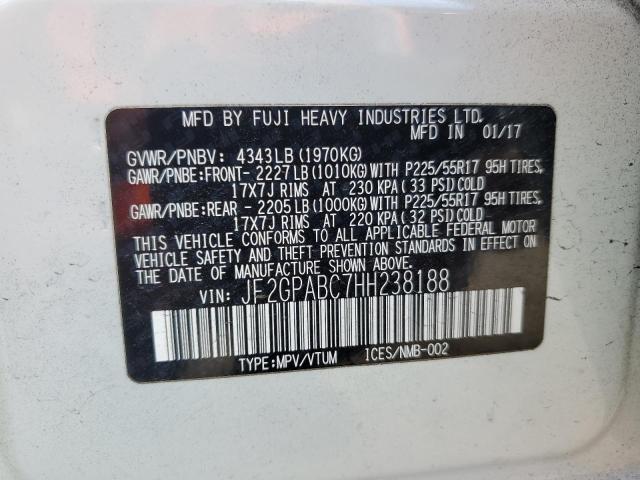 MFD BY FUJI HEAVY INDUSTRIES LTD.
MFD IN 01/17
GVWR/PNBV: 4343LB(1970KG)
GAWR/PNBE:FRONT- 2227LB(1010KG)WITH P225/55R17 95H TIRES,
17X7J RIMS AT 230 KPA (33 PSI)COLD
GAWR/PNBE:REAR - 2205LB(1000KG)WITH P225/55R17 95H TIRES,
17X7J RIMS AT 220 KPA (32 PSI)COLD
THIS VEHICLE CONFORMS TO ALL APPLICABLE FEDERAL MOTOR
VEHICLE SAFETY AND THEFT PREVENTION STANDARDS IN EFFECT ON
THE DATE OF MANUFACTURE SHOWN ABOVE.
VIN: JF2GPABC7HH238188
TYPE:MPV/VTUM ICES/NMB-002